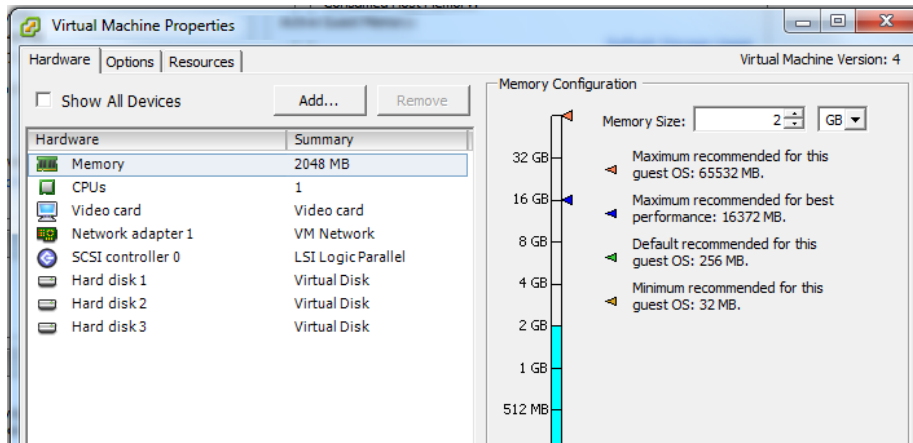 Virtual Machine Properties
Hardware Options Resources
Virtual Machine Version: 4
Show All Devices
Add...
Remove
Hardware Summary
Memory 2048 MB
CPUs 1
Video card Video card
Network adapter 1 VM Network
SCSI controller 0 LSI Logic Parallel
Hard disk 1 Virtual Disk
Hard disk 2 Virtual Disk
Hard disk 3 Virtual Disk
Memory Configuration
Memory Size: 2 GB
32 GB
16 GB
8 GB
4 GB
2 GB
1 GB
512 MB
Maximum recommended for this
guest OS: 65532 MB.
Maximum recommended for best
performance: 16372 MB.
Default recommended for this
guest OS: 256 MB.
Minimum recommended for this
guest OS: 32 MB.